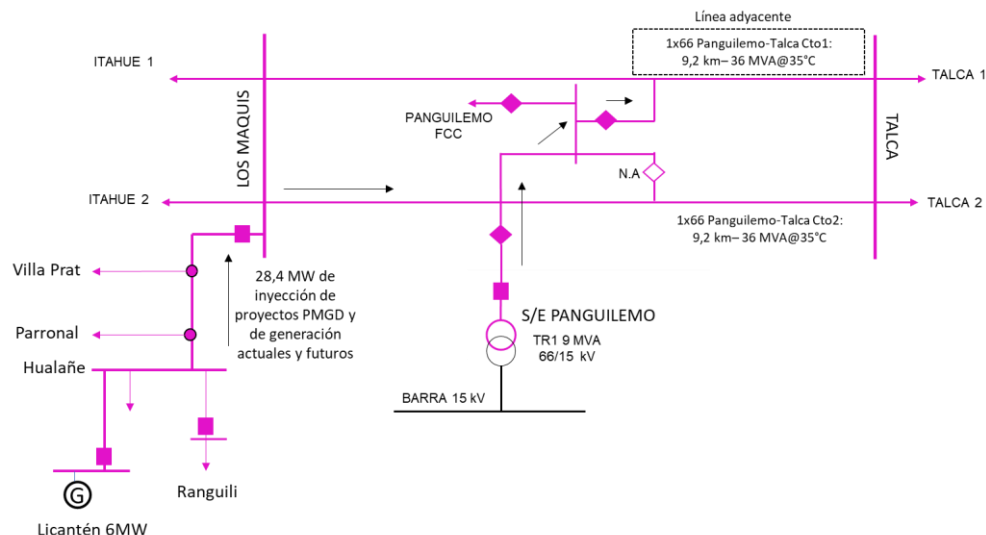 Línea adyacente
1x66 Panguilemo-Talca Cto1:
9,2 km– 36 MVA@35°C
ITAHUE 1
TALCA 1
PANGUILEMO
FCC
LOS MAQUIS
TALCA
N.A
ITAHUE 2
TALCA 2
1x66 Panguilemo-Talca Cto2:
9,2 km– 36 MVA@35°C
Villa Prat
28,4 MW de
inyección de
proyectos PMGD y
de generación
actuales y futuros
S/E PANGUILEMO
TR1 9 MVA
66/15 kV
Parronal
Hualañe
BARRA 15 kV
G
Ranguili
Licantén 6MW